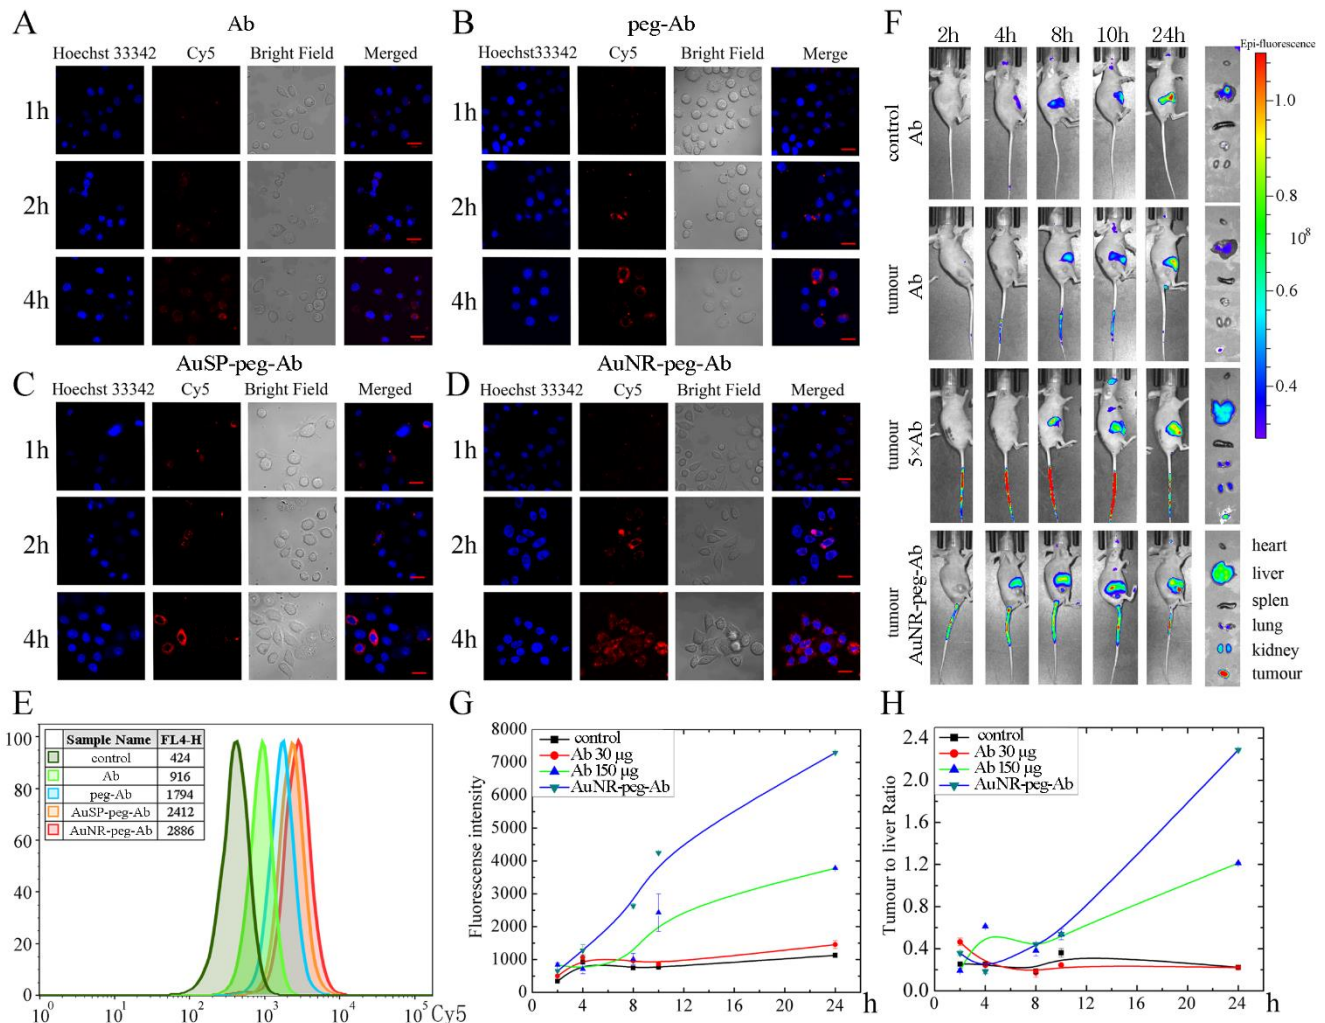 A Ab
Hoechst 33342 Cy5 Bright Field Merged
1h
2h
4h
B peg-Ab
Hoechst33342 Cy5 Bright Field Merge
1h
2h
4h
C AuSP-peg-Ab
Hoechst 33342 Cy5 Bright Field Merged
1h
2h
4h
D AuNR-peg-Ab
Hoechst 33342 Cy5 Bright Field Merged
1h
2h
4h
E
Sample Name FL4-H
control 424
Ab 916
peg-Ab 1794
AuSP-peg-Ab 2412
AuNR-peg-Ab 2886
100
80
60
40
20
0
10^0 10^1 10^2 10^3 10^4 10^5 Cy5
F
2h 4h 8h 10h 24h
control Ab
tumour Ab
tumour 5×Ab
tumour AuNR-peg-Ab
heart
liver
splen
lung
kidney
tumour
Epi-fluorescence
1.0
0.8
10^8
0.6
0.4
G
control
Ab 30 μg
Ab 150 μg
AuNR-peg-Ab
Fluorescense intensity
8000
7000
6000
5000
4000
3000
2000
1000
0
0 4 8 12 16 20 24 h
H
control
Ab 30 μg
Ab 150 μg
AuNR-peg-Ab
Tumour to liver Ratio
2.4
2.0
1.6
1.2
0.8
0.4
0.0
0 4 8 12 16 20 24 h